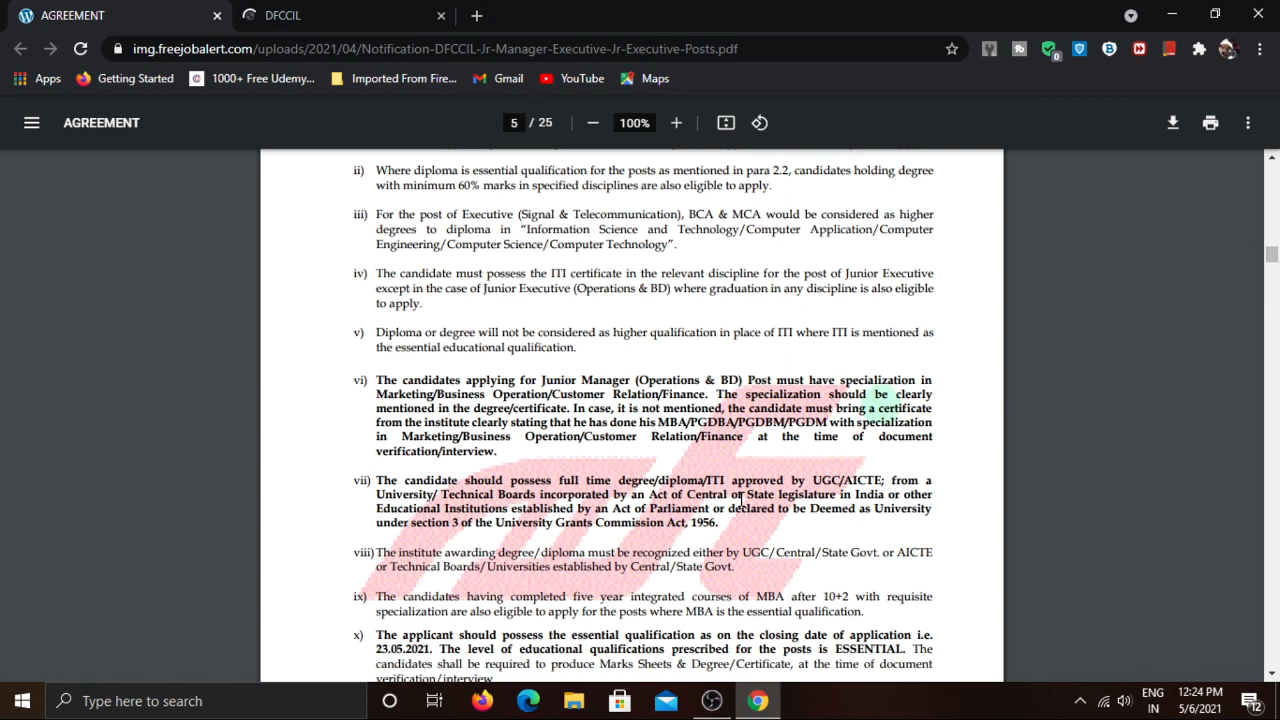 AGREEMENT
DFCCIL
img.freejobalert.com/uploads/2021/04/Notification-DFCCIL-Jr-Manager-Executive-Jr-Executive-Posts.pdf
0
Apps
Getting Started
1000+ Free Udemy...
Imported From Fire...
Gmail
YouTube
Maps
AGREEMENT
5 / 25
100%
ii) Where diploma is essential qualification for the posts as mentioned in para 2.2, candidates holding degree
with minimum 60% marks in specified disciplines are also eligible to apply.
iii) For the post of Executive (Signal & Telecommunication), BCA & MCA would be considered as higher
degrees to diploma in “Information Science and Technology/Computer Application/Computer
Engineering/Computer Science/Computer Technology”.
iv) The candidate must possess the ITI certificate in the relevant discipline for the post of Junior Executive
except in the case of Junior Executive (Operations & BD) where graduation in any discipline is also eligible
to apply.
v) Diploma or degree will not be considered as higher qualification in place of ITI where ITI is mentioned as
the essential educational qualification.
vi) The candidates applying for Junior Manager (Operations & BD) Post must have specialization in
Marketing/Business Operation/Customer Relation/Finance. The specialization should be clearly
mentioned in the degree/certificate. In case, it is not mentioned, the candidate must bring a certificate
from the institute clearly stating that he has done his MBA/PGDBA/PGDBM/PGDM with specialization
in Marketing/Business Operation/Customer Relation/Finance at the time of document
verification/interview.
vii) The candidate should possess full time degree/diploma/ITI approved by UGC/AICTE; from a
University/ Technical Boards incorporated by an Act of Central or State legislature in India or other
Educational Institutions established by an Act of Parliament or declared to be Deemed as University
under section 3 of the University Grants Commission Act, 1956.
viii) The institute awarding degree/diploma must be recognized either by UGC/Central/State Govt. or AICTE
or Technical Boards/Universities established by Central/State Govt.
ix) The candidates having completed five year integrated courses of MBA after 10+2 with requisite
specialization are also eligible to apply for the posts where MBA is the essential qualification.
x) The applicant should possess the essential qualification as on the closing date of application i.e.
23.05.2021. The level of educational qualifications prescribed for the posts is ESSENTIAL. The
candidates shall be required to produce Marks Sheets & Degree/Certificate, at the time of document
verification/interview
Type here to search
ENG
IN
12:24 PM
5/6/2021
12